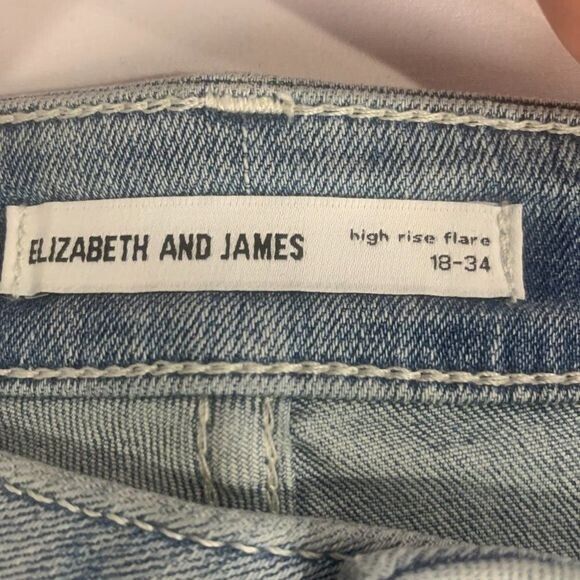 ELIZABETH AND JAMES
high rise flare
18-34